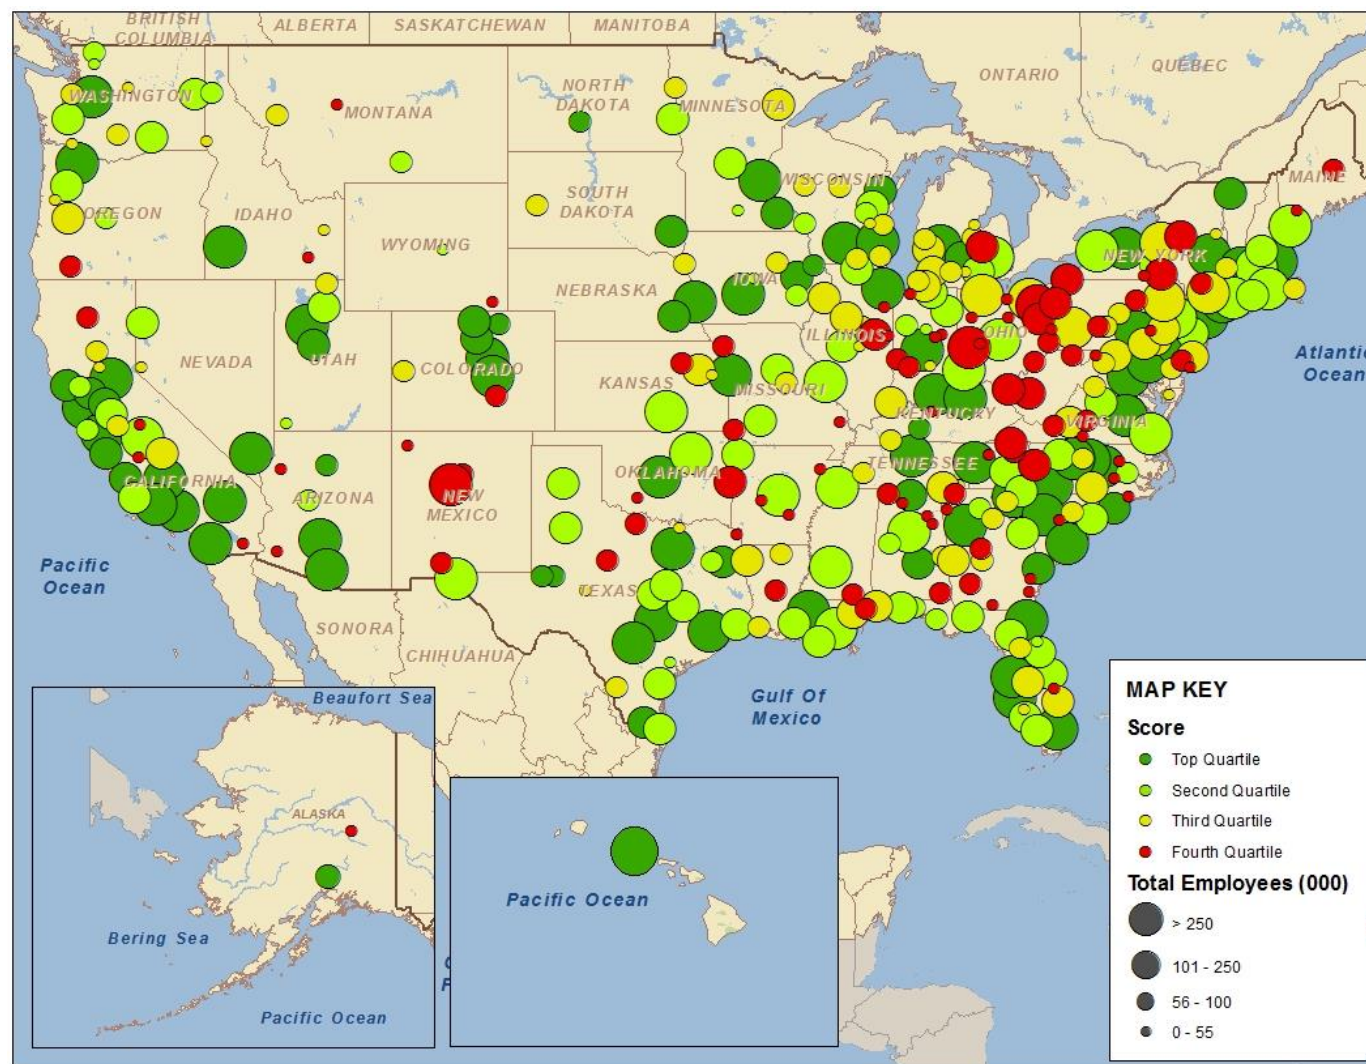 BRITISH
COLUMBIA
ALBERTA
SASKATCHEWAN
MANITOBA
ONTARIO
QUEBEC
WASHINGTON
MONTANA
NORTH
DAKOTA
MINNESOTA
MAINE
OREGON
IDAHO
SOUTH
DAKOTA
WISCONSIN
WYOMING
NEW YORK
IOWA
NEBRASKA
ILLINOIS
OHIO
NEVADA
UTAH
COLORADO
KANSAS
MISSOURI
KENTUCKY
VIRGINIA
Atlantic
Ocean
CALIFORNIA
ARIZONA
NEW
MEXICO
OKLAHOMA
TENNESSEE
Pacific
Ocean
TEXAS
SONORA
CHIHUAHUA
Gulf Of
Mexico
Beaufort Sea
ALASKA
Bering Sea
Pacific Ocean
Pacific Ocean
MAP KEY
Score
Top Quartile
Second Quartile
Third Quartile
Fourth Quartile
Total Employees (000)
> 250
101 - 250
56 - 100
0 - 55